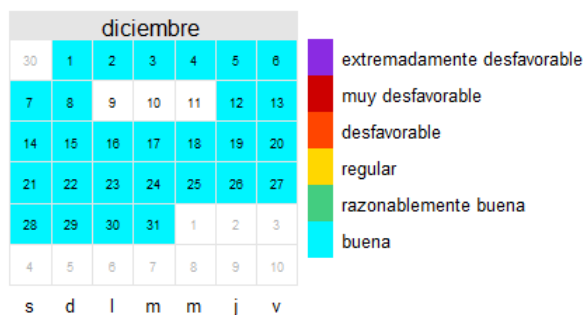 diciembre
30 1 2 3 4 5 6
7 8 9 10 11 12 13
14 15 16 17 18 19 20
21 22 23 24 25 26 27
28 29 30 31 1 2 3
4 5 6 7 8 9 10
s d l m m j v
extremadamente desfavorable
muy desfavorable
desfavorable
regular
razonablemente buena
buena